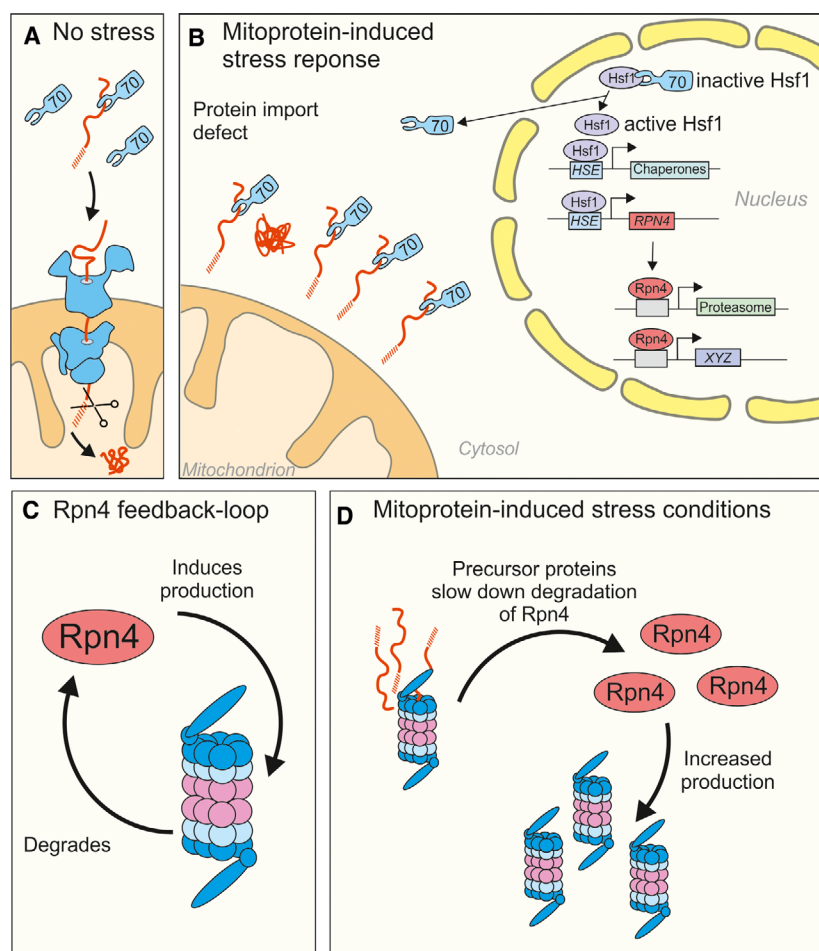 A No stress
70
70
70
B Mitoprotein-induced
stress reponse
Protein import
defect
70
70
70
70
70
Hsf1 70 inactive Hsf1
Hsf1 active Hsf1
Hsf1
HSE Chaperones
Nucleus
Hsf1
HSE RPN4
Rpn4
Proteasome
Rpn4
XYZ
Cytosol
Mitochondrion
C Rpn4 feedback-loop
Induces
production
Rpn4
Degrades
D Mitoprotein-induced stress conditions
Precursor proteins
slow down degradation
of Rpn4
Rpn4
Rpn4
Rpn4
Increased
production